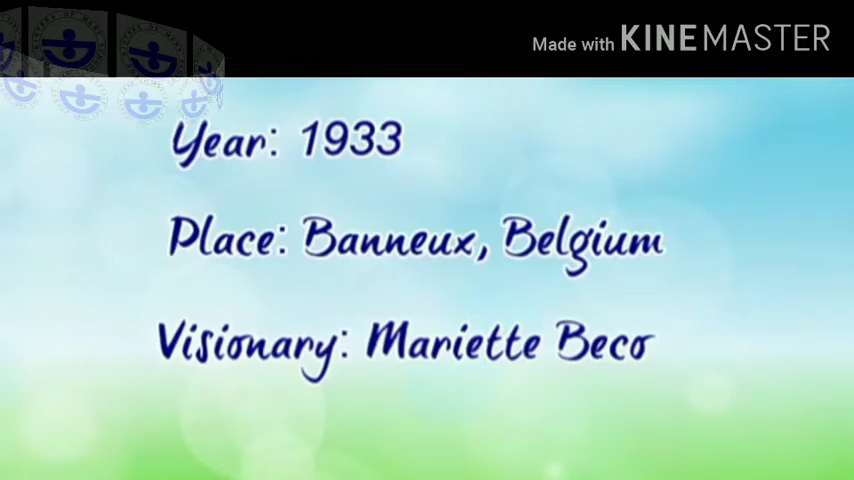 Made with KINEMASTER
Year: 1933
Place: Banneux, Belgium
Visionary: Mariette Beco